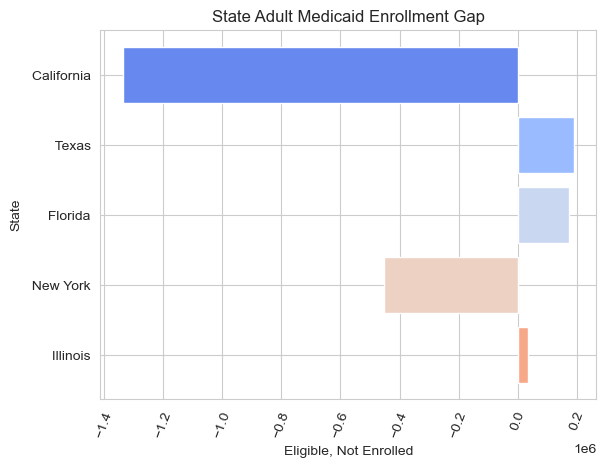 State Adult Medicaid Enrollment Gap
State
California
Texas
Florida
New York
Illinois
−1.4
−1.2
−1.0
−0.8
−0.6
−0.4
−0.2
0.0
0.2
1e6
Eligible, Not Enrolled